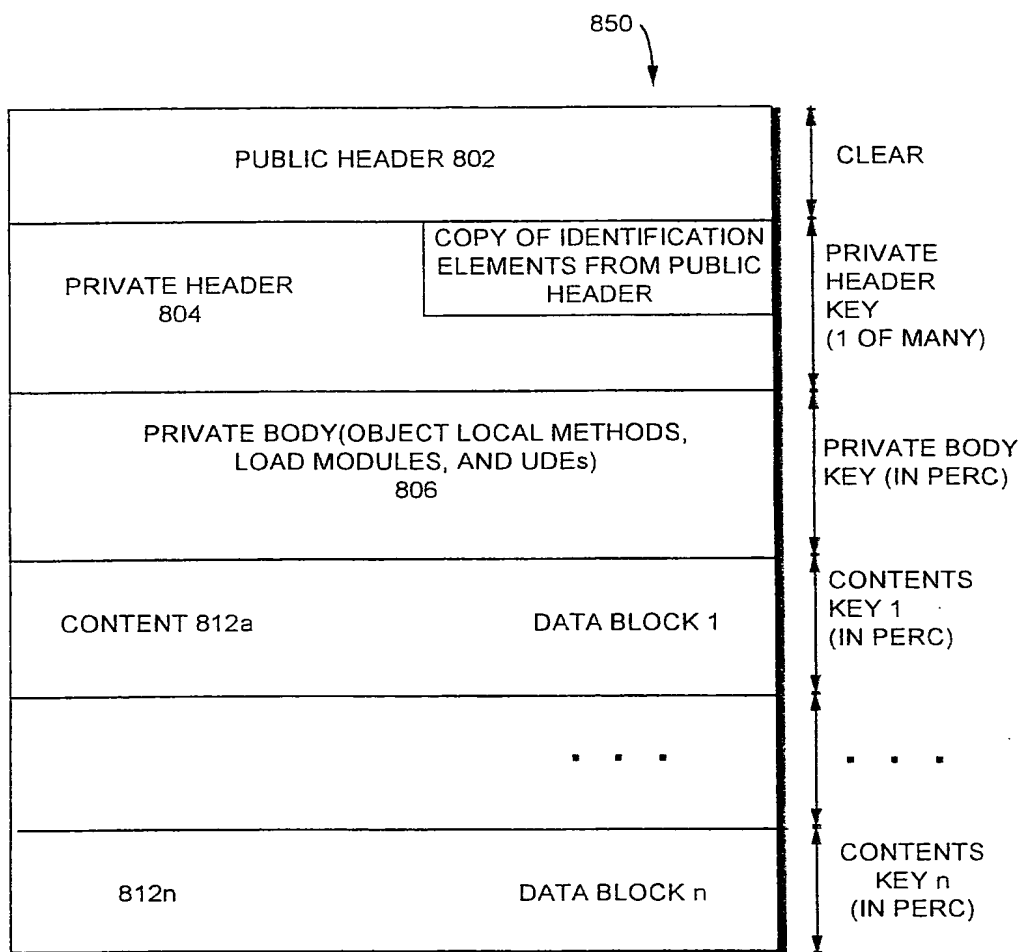 850
PUBLIC HEADER 802
CLEAR
PRIVATE HEADER
804
COPY OF IDENTIFICATION
ELEMENTS FROM PUBLIC
HEADER
PRIVATE
HEADER
KEY
(1 OF MANY)
PRIVATE BODY(OBJECT LOCAL METHODS,
LOAD MODULES, AND UDEs)
806
PRIVATE BODY
KEY (IN PERC)
CONTENT 812a
DATA BLOCK 1
CONTENTS
KEY 1
(IN PERC)
. . .
. . .
812n
DATA BLOCK n
CONTENTS
KEY n
(IN PERC)